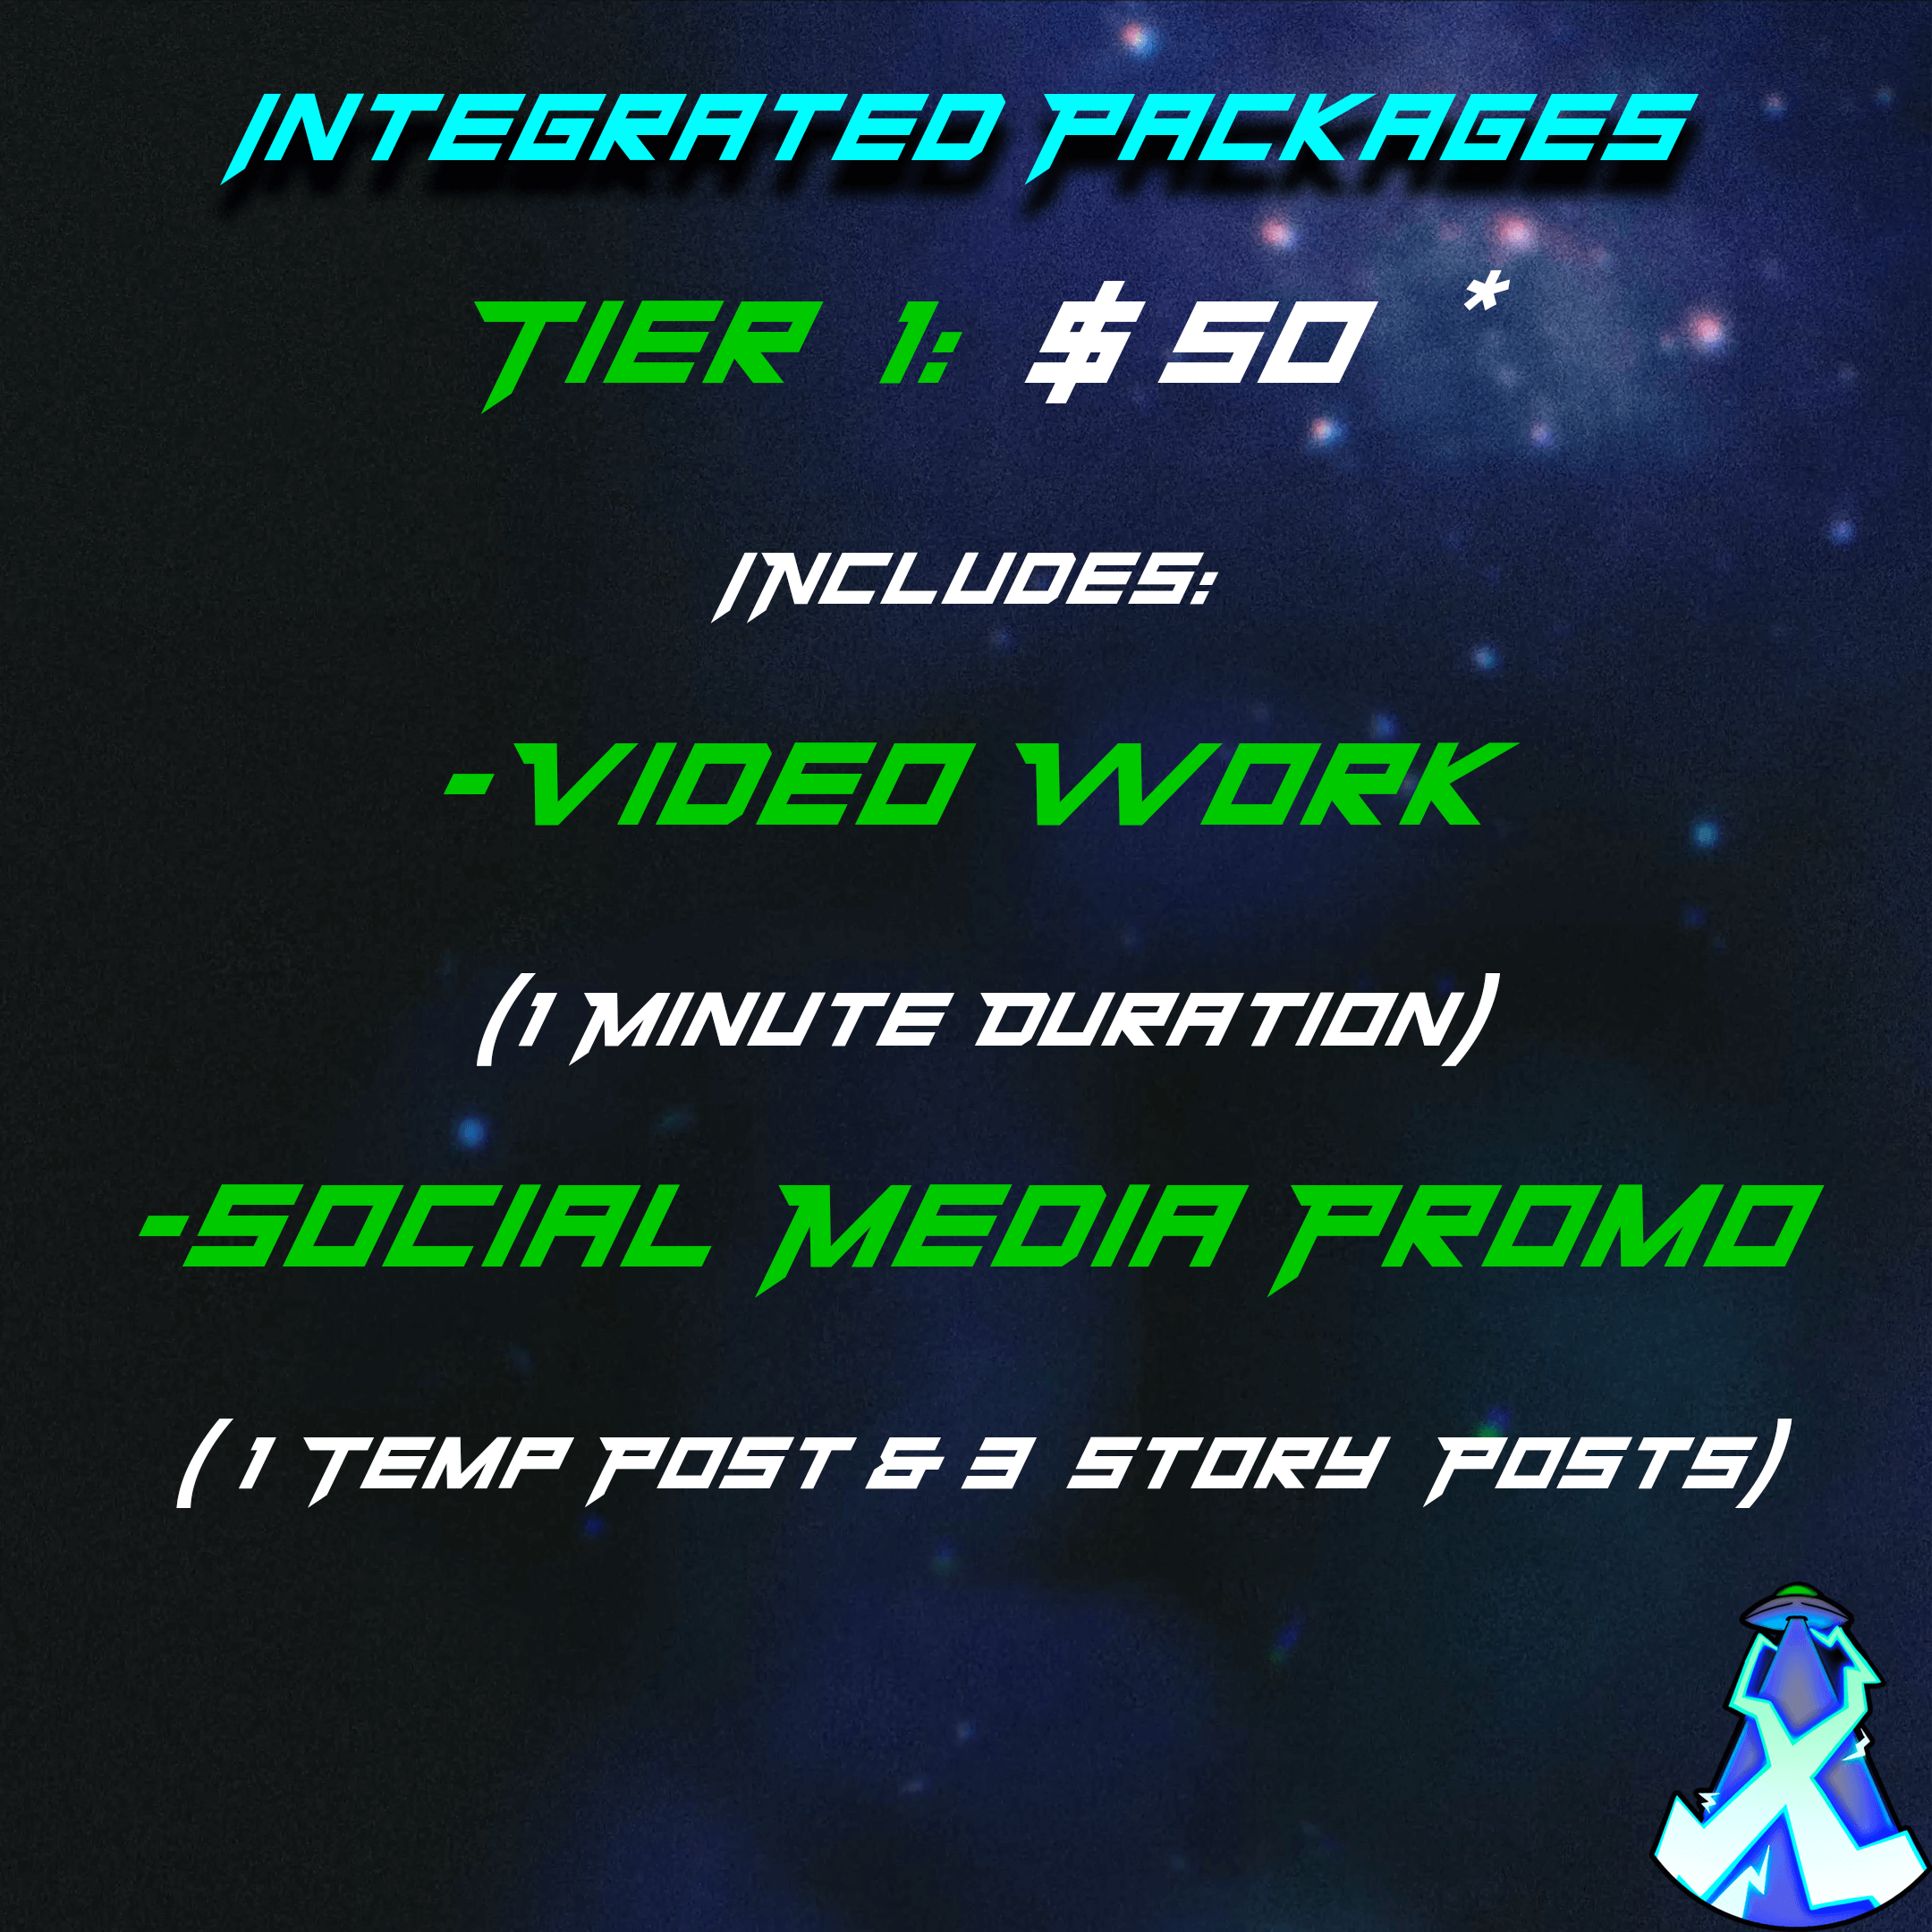 Integrated Packages
Tier 1: $50 *
Includes:
-Video Work
(1 Minute Duration)
-Social Media Promo
(1 Temp Post & 3 Story Posts)
X